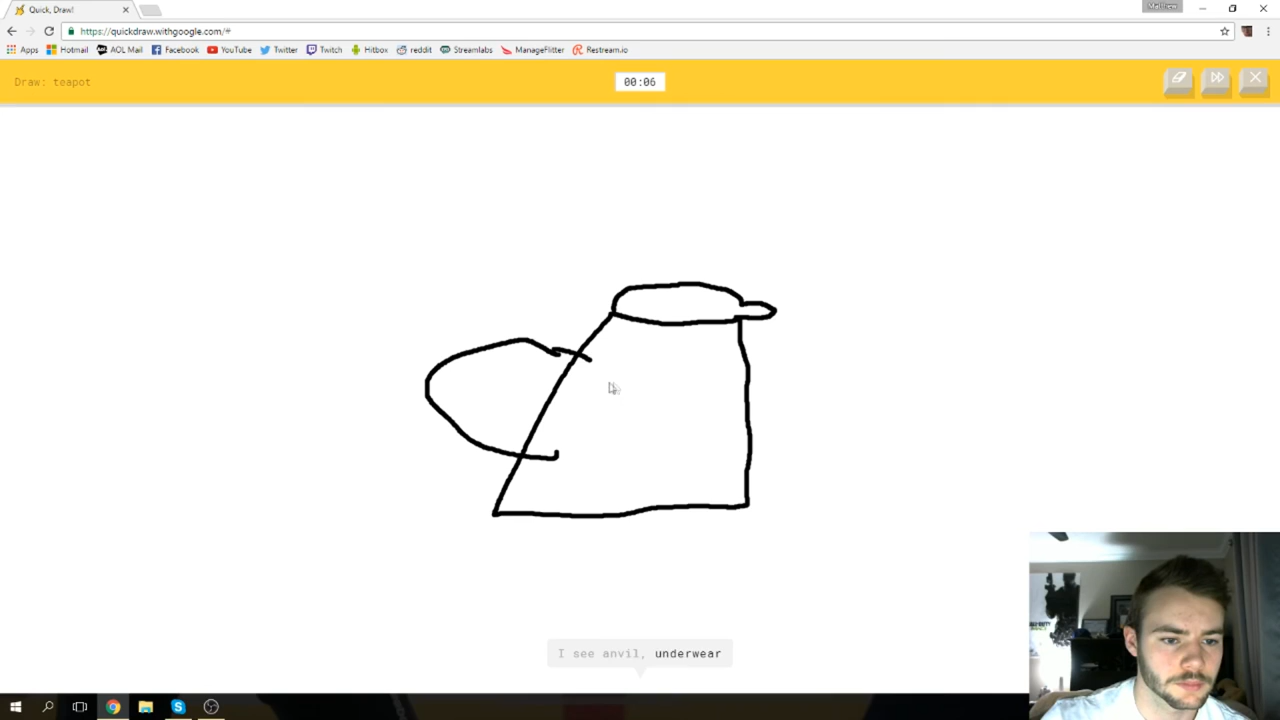 Quick, Draw!
Matthew
https://quickdraw.withgoogle.com/#
Apps Hotmail AOL Mail Facebook YouTube Twitter Twitch Hitbox reddit Streamlabs ManageFlitter Restream.io
Draw: teapot 00:06
I see anvil, underwear